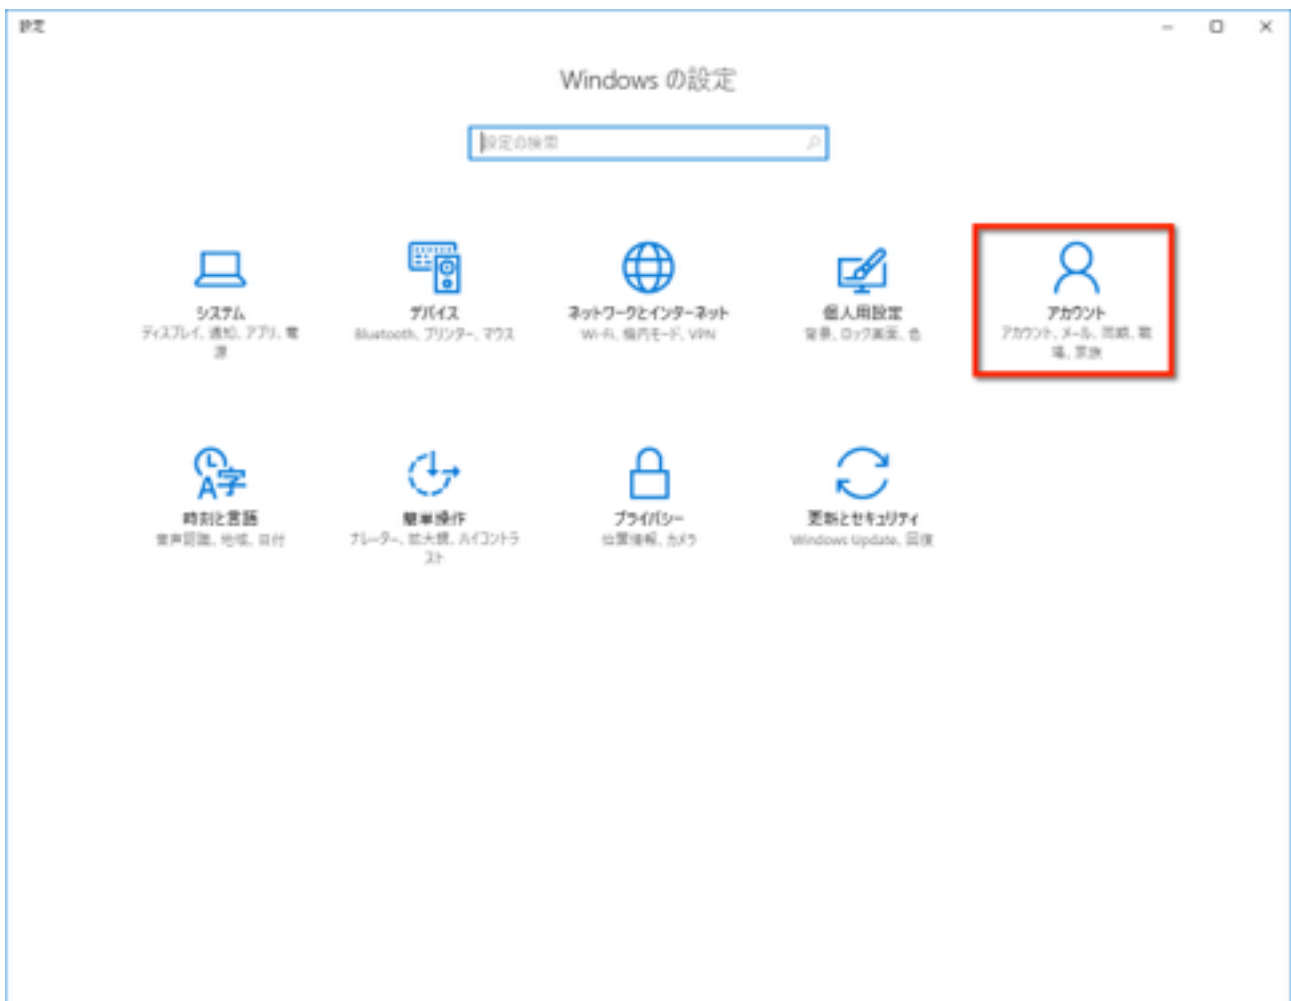 設定
Windows の設定
設定の検索
システム
ディスプレイ、通知、アプリ、電
源
デバイス
Bluetooth、プリンター、マウス
ネットワークとインターネット
Wi-Fi、機内モード、VPN
個人用設定
背景、ロック画面、色
アカウント
アカウント、メール、同期、職
場、家族
時刻と言語
音声認識、地域、日付
簡単操作
ナレーター、拡大鏡、ハイコントラ
スト
プライバシー
位置情報、カメラ
更新とセキュリティ
Windows Update、回復